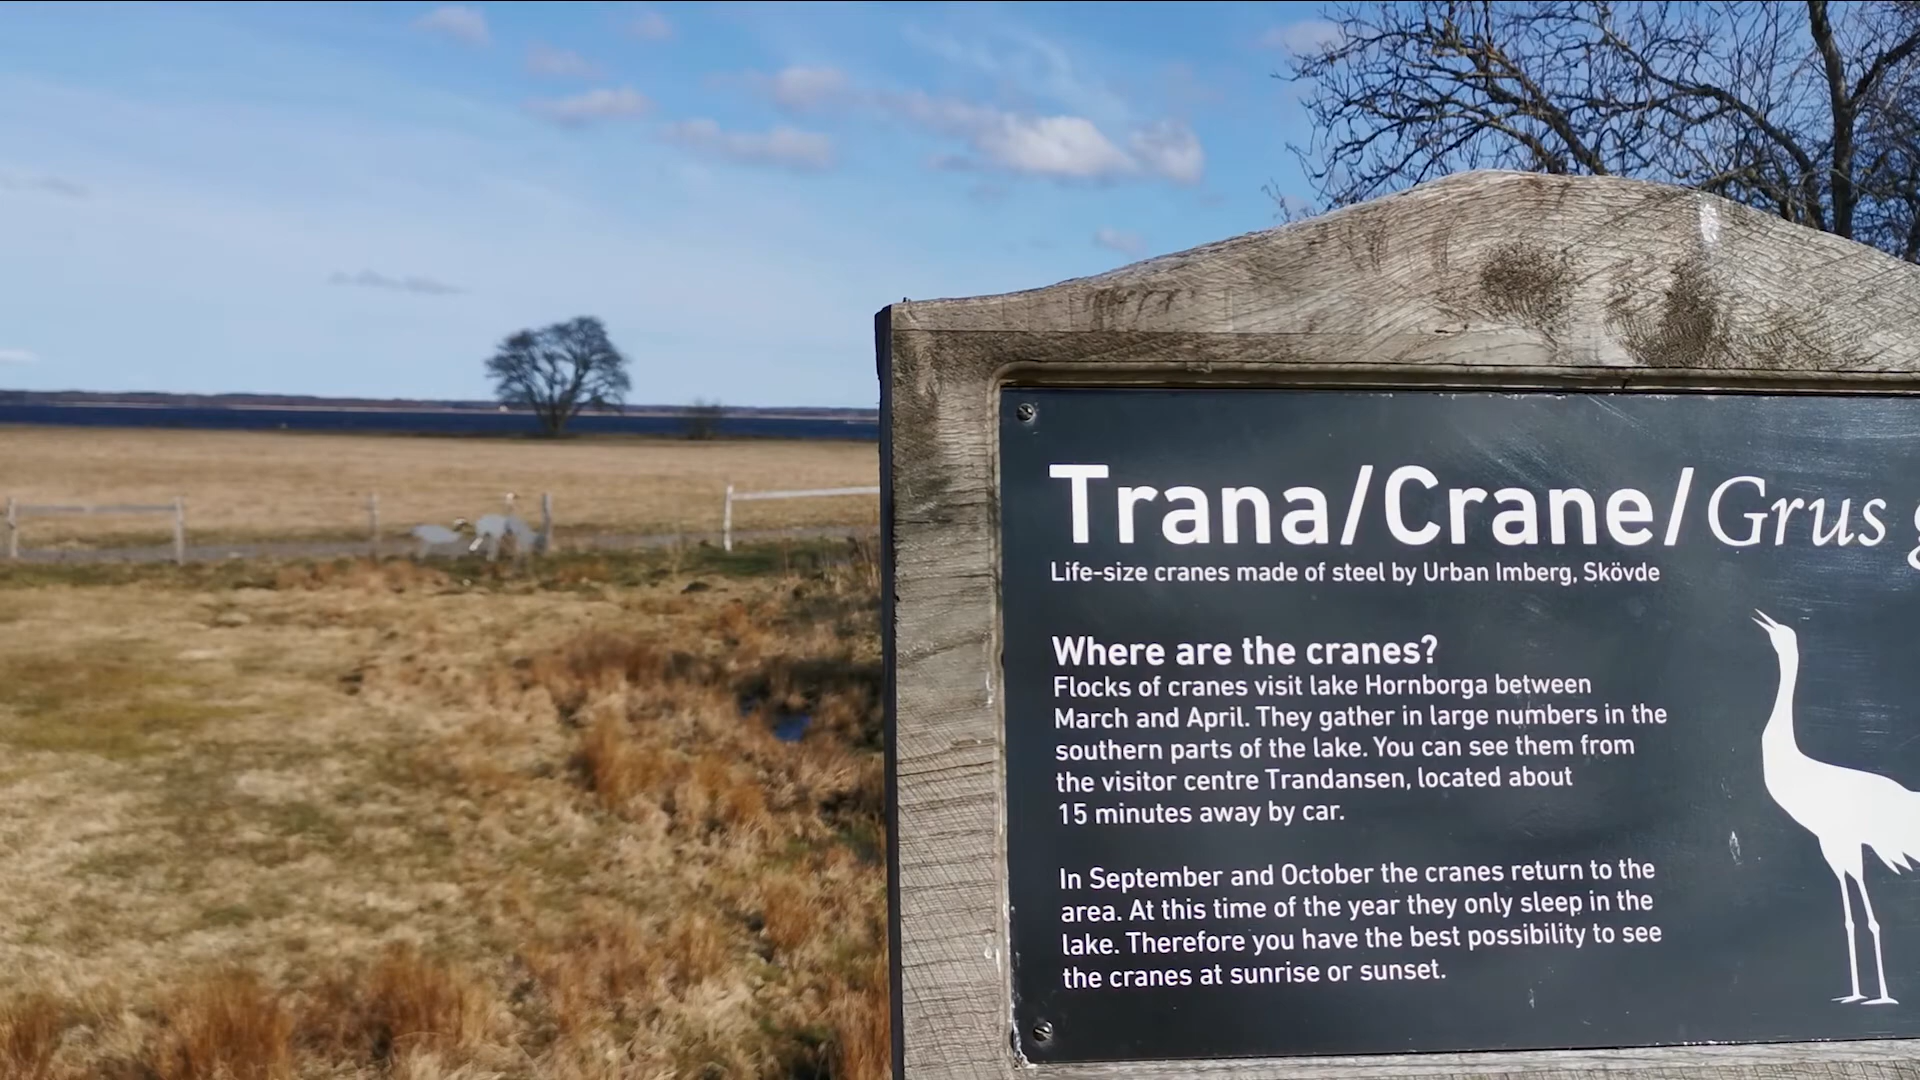 Trana/Crane/Grus
Life-size cranes made of steel by Urban Imberg, Skövde
Where are the cranes?
Flocks of cranes visit lake Hornborga between
March and April. They gather in large numbers in the
southern parts of the lake. You can see them from
the visitor centre Trandansen, located about
15 minutes away by car.
In September and October the cranes return to the
area. At this time of the year they only sleep in the
lake. Therefore you have the best possibility to see
the cranes at sunrise or sunset.